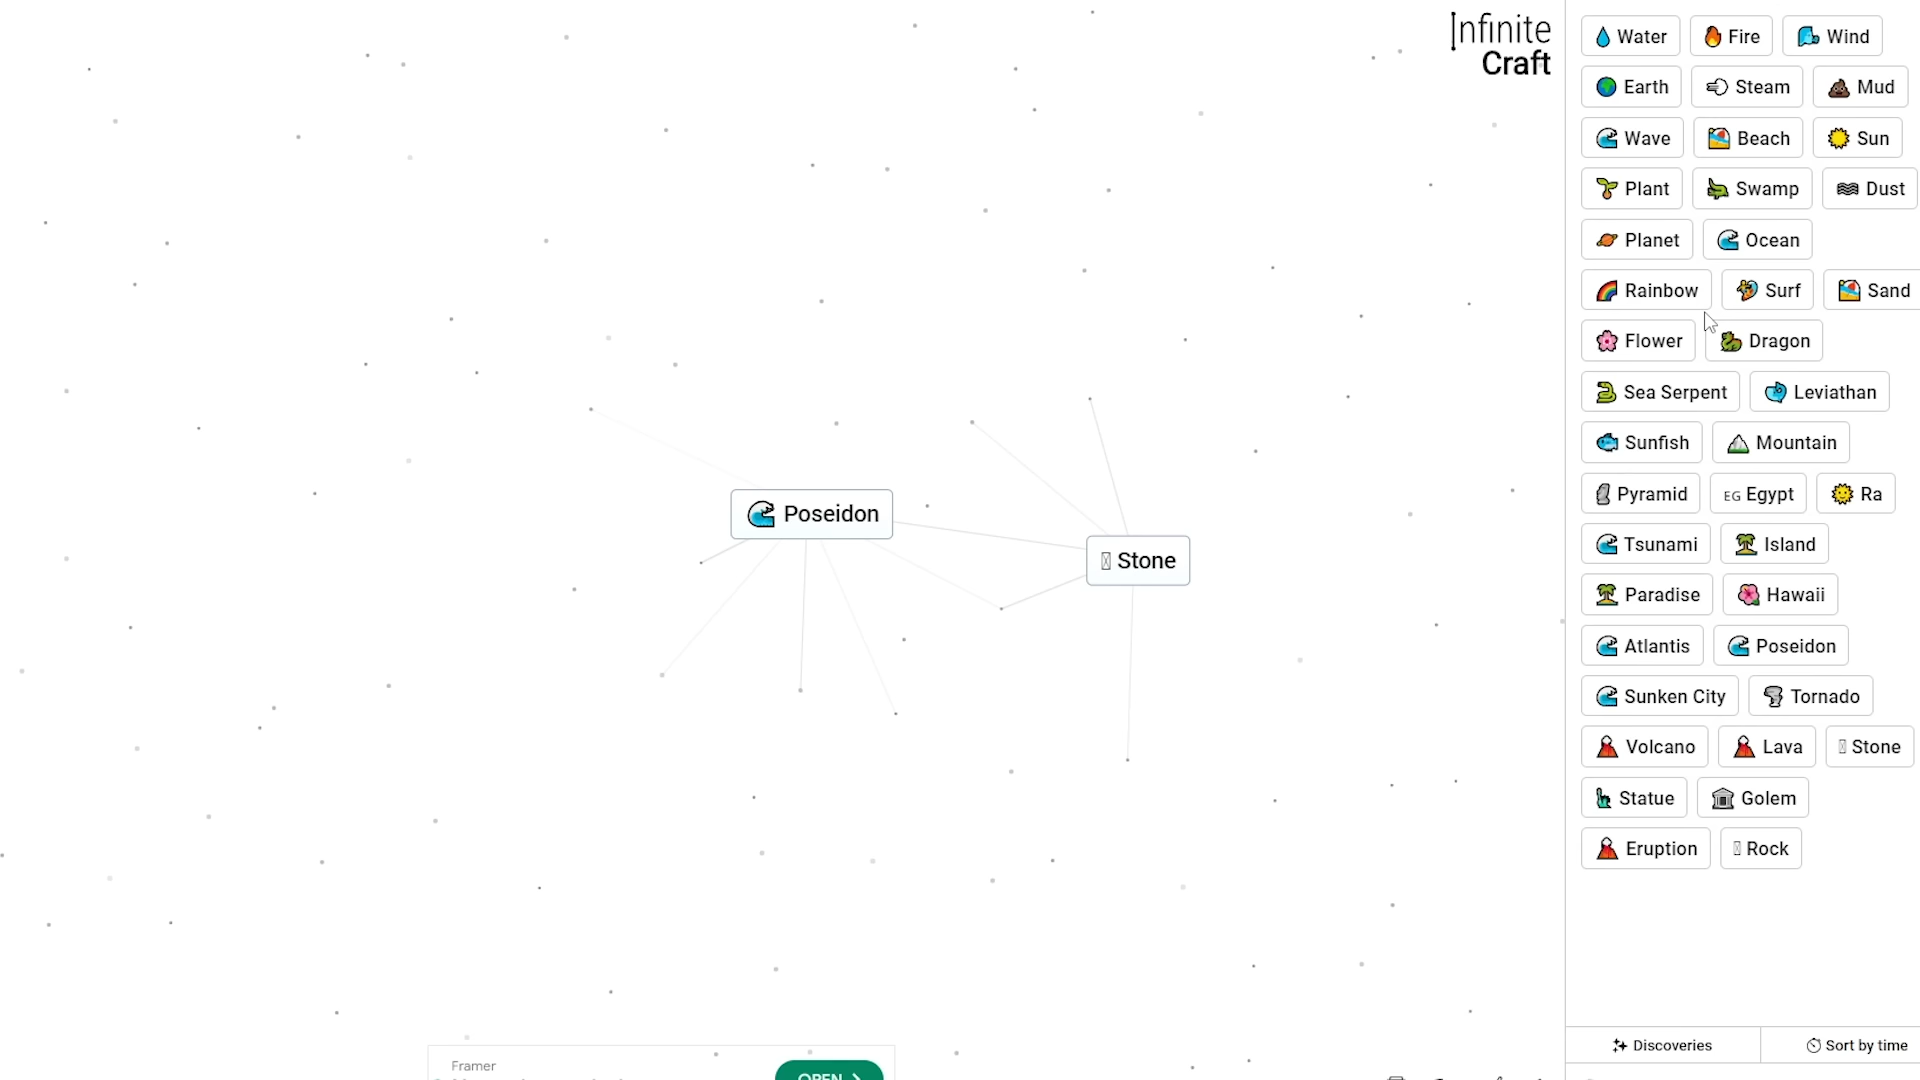 Infinite
Craft
Water Fire Wind
Earth Steam Mud
Wave Beach Sun
Plant Swamp Dust
Planet Ocean
Rainbow Surf Sand
Flower Dragon
Sea Serpent Leviathan
Sunfish Mountain
Pyramid EG Egypt Ra
Tsunami Island
Paradise Hawaii
Atlantis Poseidon
Sunken City Tornado
Volcano Lava Stone
Statue Golem
Eruption Rock
Poseidon
Stone
Discoveries Sort by time
Framer
OPEN